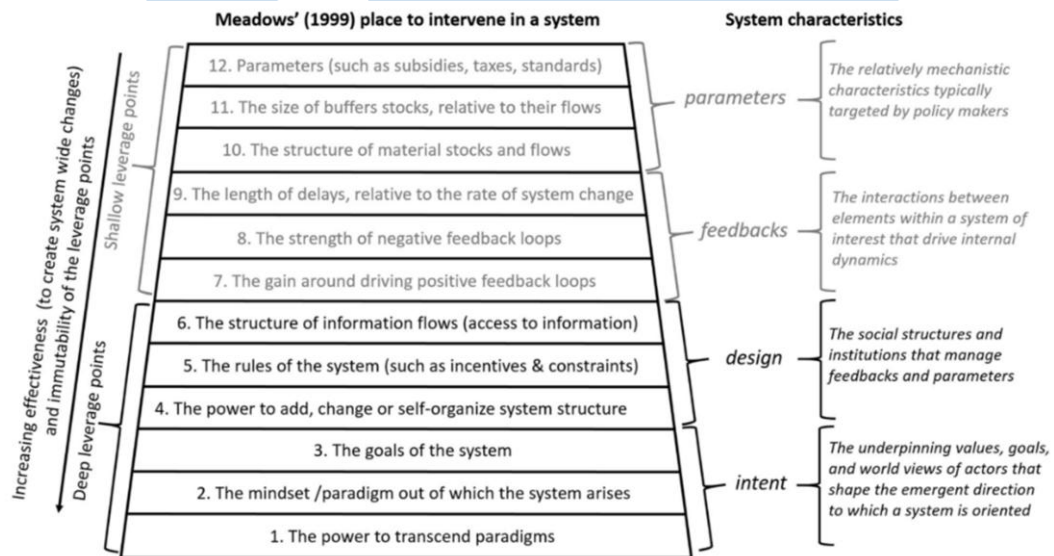 Meadows' (1999) place to intervene in a system
System characteristics
Increasing effectiveness (to create system wide changes)
and immutability of the leverage points
Shallow leverage points
Deep leverage points
12. Parameters (such as subsidies, taxes, standards)
11. The size of buffers stocks, relative to their flows
10. The structure of material stocks and flows
9. The length of delays, relative to the rate of system change
8. The strength of negative feedback loops
7. The gain around driving positive feedback loops
6. The structure of information flows (access to information)
5. The rules of the system (such as incentives & constraints)
4. The power to add, change or self-organize system structure
3. The goals of the system
2. The mindset /paradigm out of which the system arises
1. The power to transcend paradigms
parameters
The relatively mechanistic
characteristics typically
targeted by policy makers
feedbacks
The interactions between
elements within a system of
interest that drive internal
dynamics
design
The social structures and
institutions that manage
feedbacks and parameters
intent
The underpinning values, goals,
and world views of actors that
shape the emergent direction
to which a system is oriented